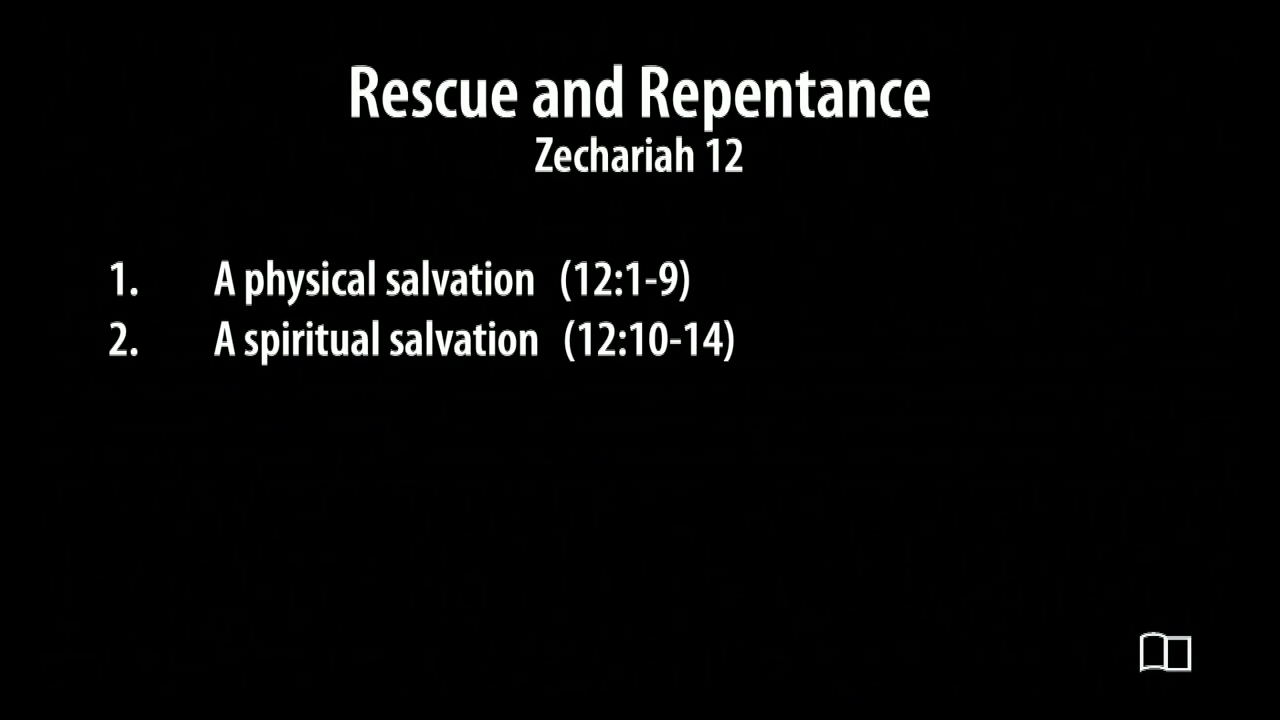 Rescue and Repentance
Zechariah 12
1. A physical salvation (12:1-9)
2. A spiritual salvation (12:10-14)